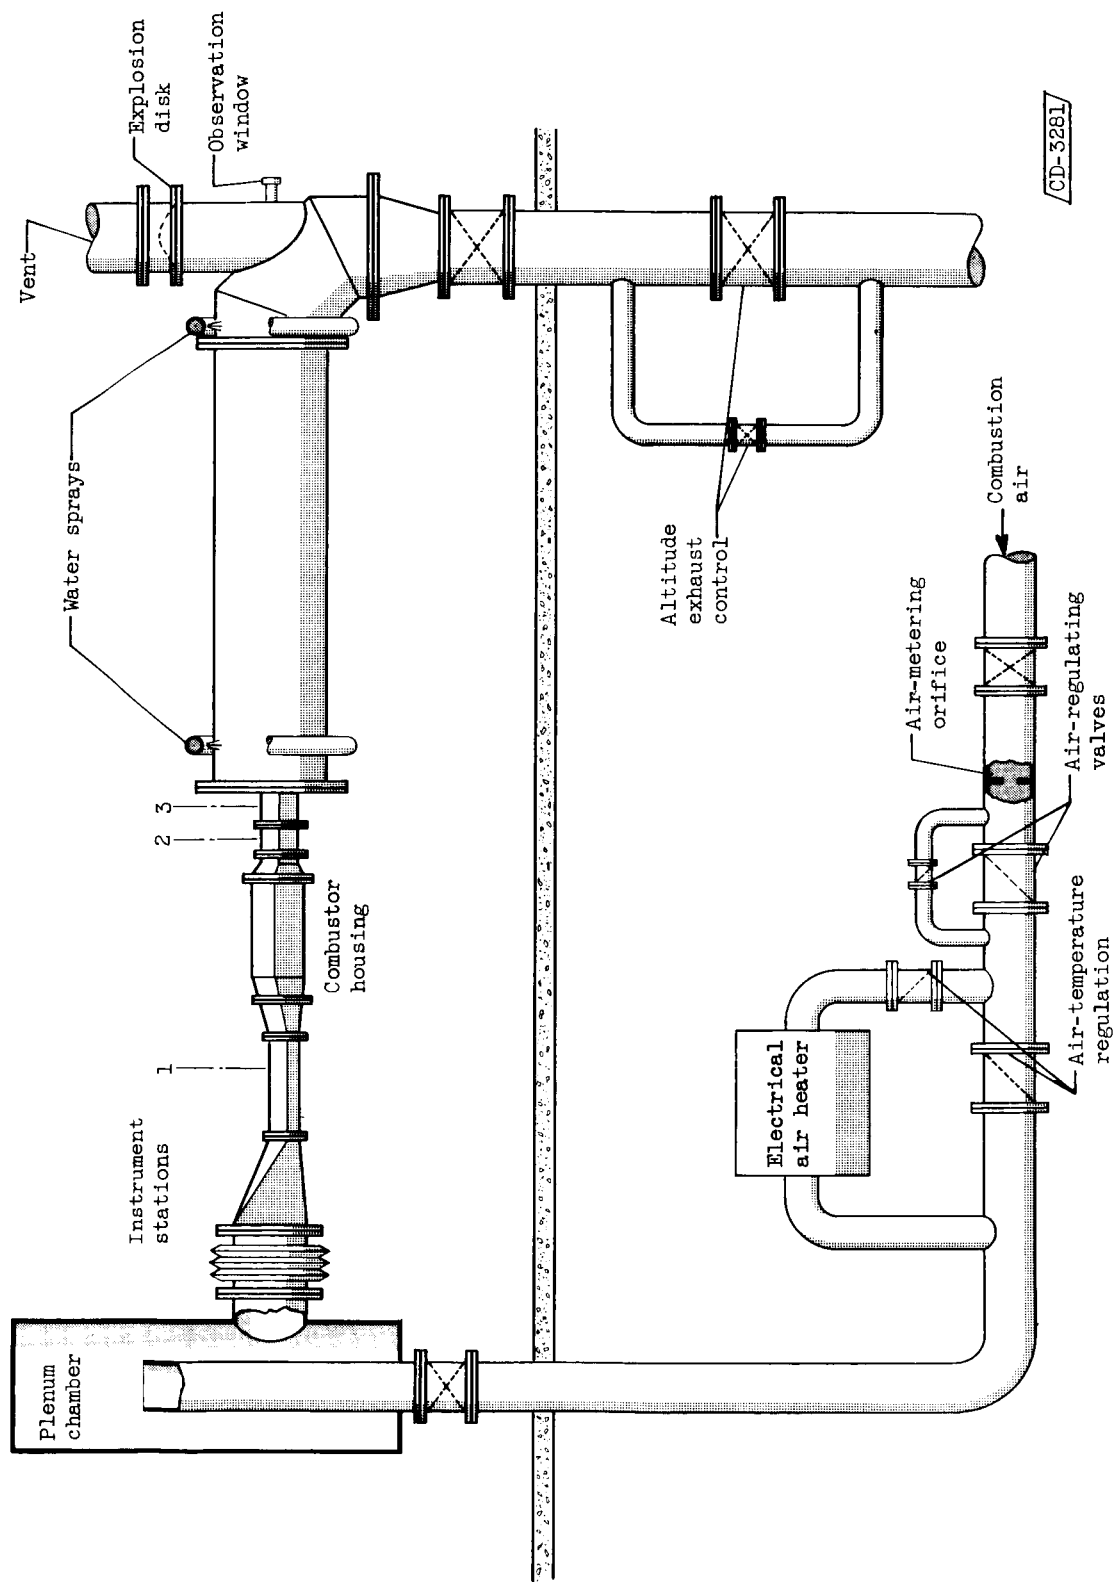 Vent
Explosion
disk
Observation
window
Water sprays
3
2
1
Instrument
stations
Combustor
housing
Plenum
chamber
CD-3281
Altitude
exhaust
control
Combustion
air
Air-metering
orifice
Air-regulating
valves
Electrical
air heater
Air-temperature
regulation